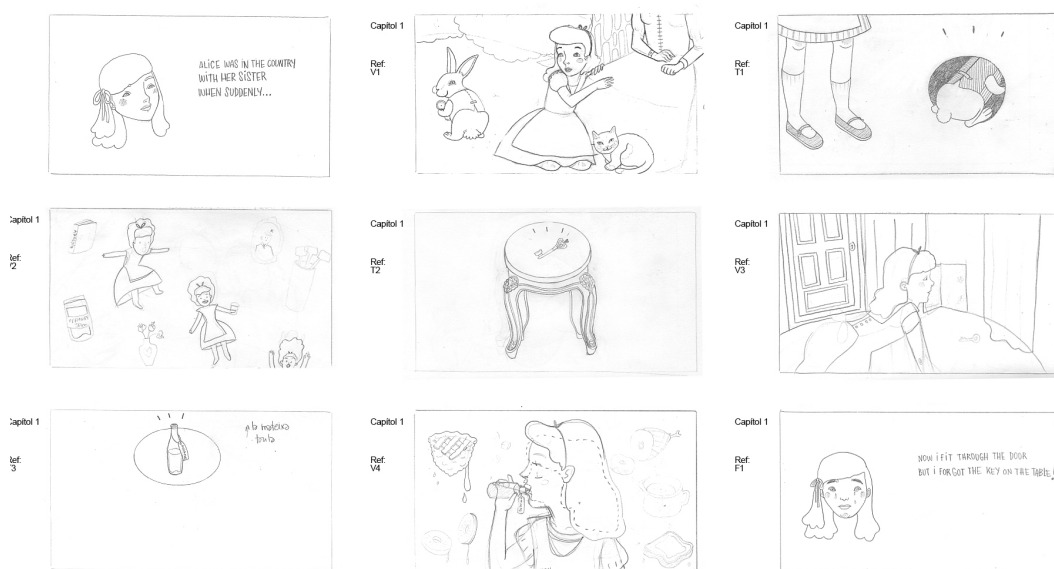 ALICE WAS IN THE COUNTRY
WITH HER SISTER
WHEN SUDDENLY...
Capitol 1
Ref:
V1
Capitol 1
Ref:
T1
Capitol 1
Ref:
Capitol 1
Ref:
T2
Capitol 1
Ref:
V3
Capitol 1
Ref:
la mateixa
Capitol 1
Ref:
V4
Capitol 1
Ref:
F1
NOW I FIT THROUGH THE DOOR
BUT I FORGOT THE KEY ON THE TABLE!